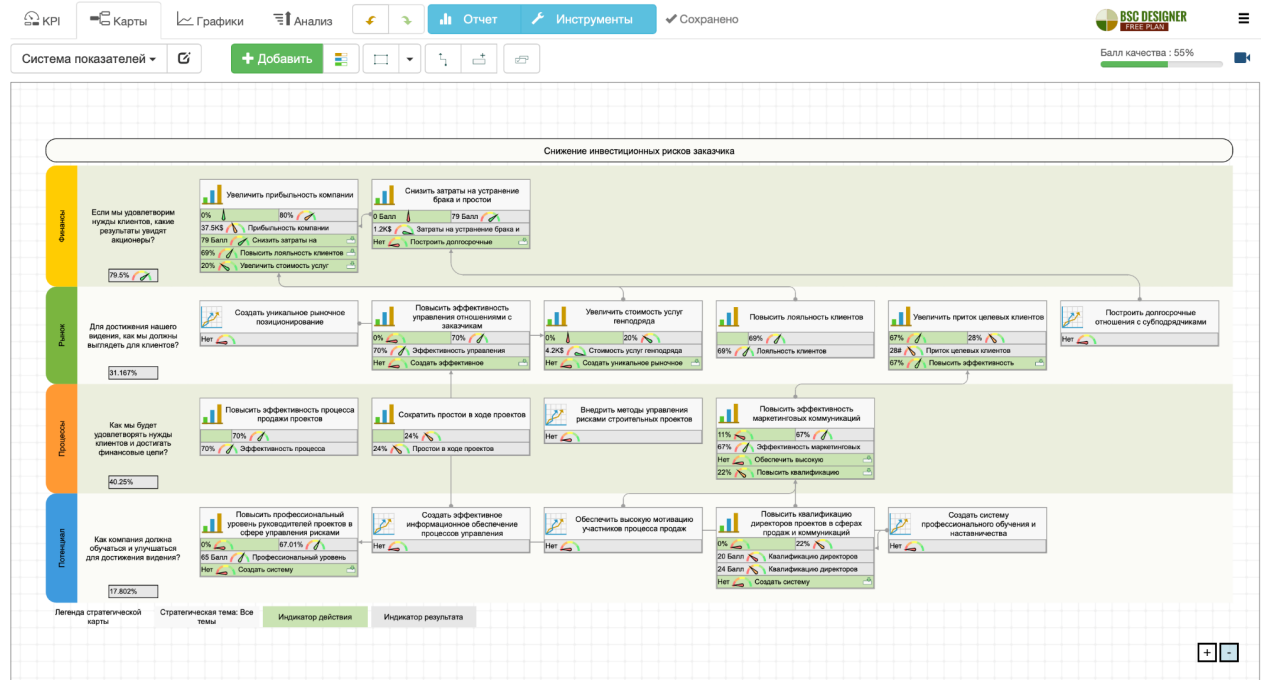 KPI
Карты
Графики
Анализ
Отчет
Инструменты
Сохранено
BSC DESIGNER
FREE PLAN
Система показателей
Добавить
Балл качества : 55%
Снижение инвестиционных рисков заказчика
Финансы
Если мы удовлетворим
нужды клиентов, какие
результаты увидят
акционеры?
79.5%
Увеличить прибыльность компании
0% 80%
37.5K$ Прибыльность компании
79 Балл Снизить затраты на
69% Повысить лояльность клиентов
20% Увеличить стоимость услуг
Снизить затраты на устранение
брака и простои
0 Балл 79 Балл
1.2K$ Затраты на устранение брака и
Нет Построить долгосрочные
Рынок
Для достижения нашего
видения, как мы должны
выглядеть для клиентов?
31.167%
Создать уникальное рыночное
позиционирование
Нет
Повысить эффективность
управления отношениями с
заказчикам
0% 70%
70% Эффективность управления
Нет Создать эффективное
Увеличить стоимость услуг
генподряда
0% 20%
4.2K$ Стоимость услуг генподряда
Нет Создать уникальное рыночное
Повысить лояльность клиентов
69%
69% Лояльность клиентов
Увеличить приток целевых клиентов
67% 28%
28# Приток целевых клиентов
67% Повысить эффективность
Построить долгосрочные
отношения с субподрядчиками
Нет
Процессы
Как мы будет
удовлетворять нужды
клиентов и достигать
финансовые цели?
40.25%
Повысить эффективность процесса
продажи проектов
70%
70% Эффективность процесса
Сократить простои в ходе проектов
24%
24% Простои в ходе проектов
Внедрить методы управления
рисками строительных проектов
Нет
Повысить эффективность
маркетинговых коммуникаций
11% 67%
67% Эффективность маркетинговых
Нет Обеспечить высокую
22% Повысить квалификацию
Потенциал
Как компания должна
обучаться и улучшаться
для достижения видения?
17.802%
Повысить профессиональный
уровень руководителей проектов в
сфере управления рисками
0% 67.01%
65 Балл Профессиональный уровень
Нет Создать систему
Создать эффективное
информационное обеспечение
процессов управления
Нет
Обеспечить высокую мотивацию
участников процесса продаж
Нет
Повысить квалификацию
директоров проектов в сферах
продаж и коммуникаций
0% 22%
20 Балл Квалификацию директоров
24 Балл Квалификацию директоров
Нет Создать систему
Создать систему
профессионального обучения и
наставничества
Нет
Легенда стратегической
карты
Стратегическая тема: Все
темы
Индикатор действия
Индикатор результата
+ -